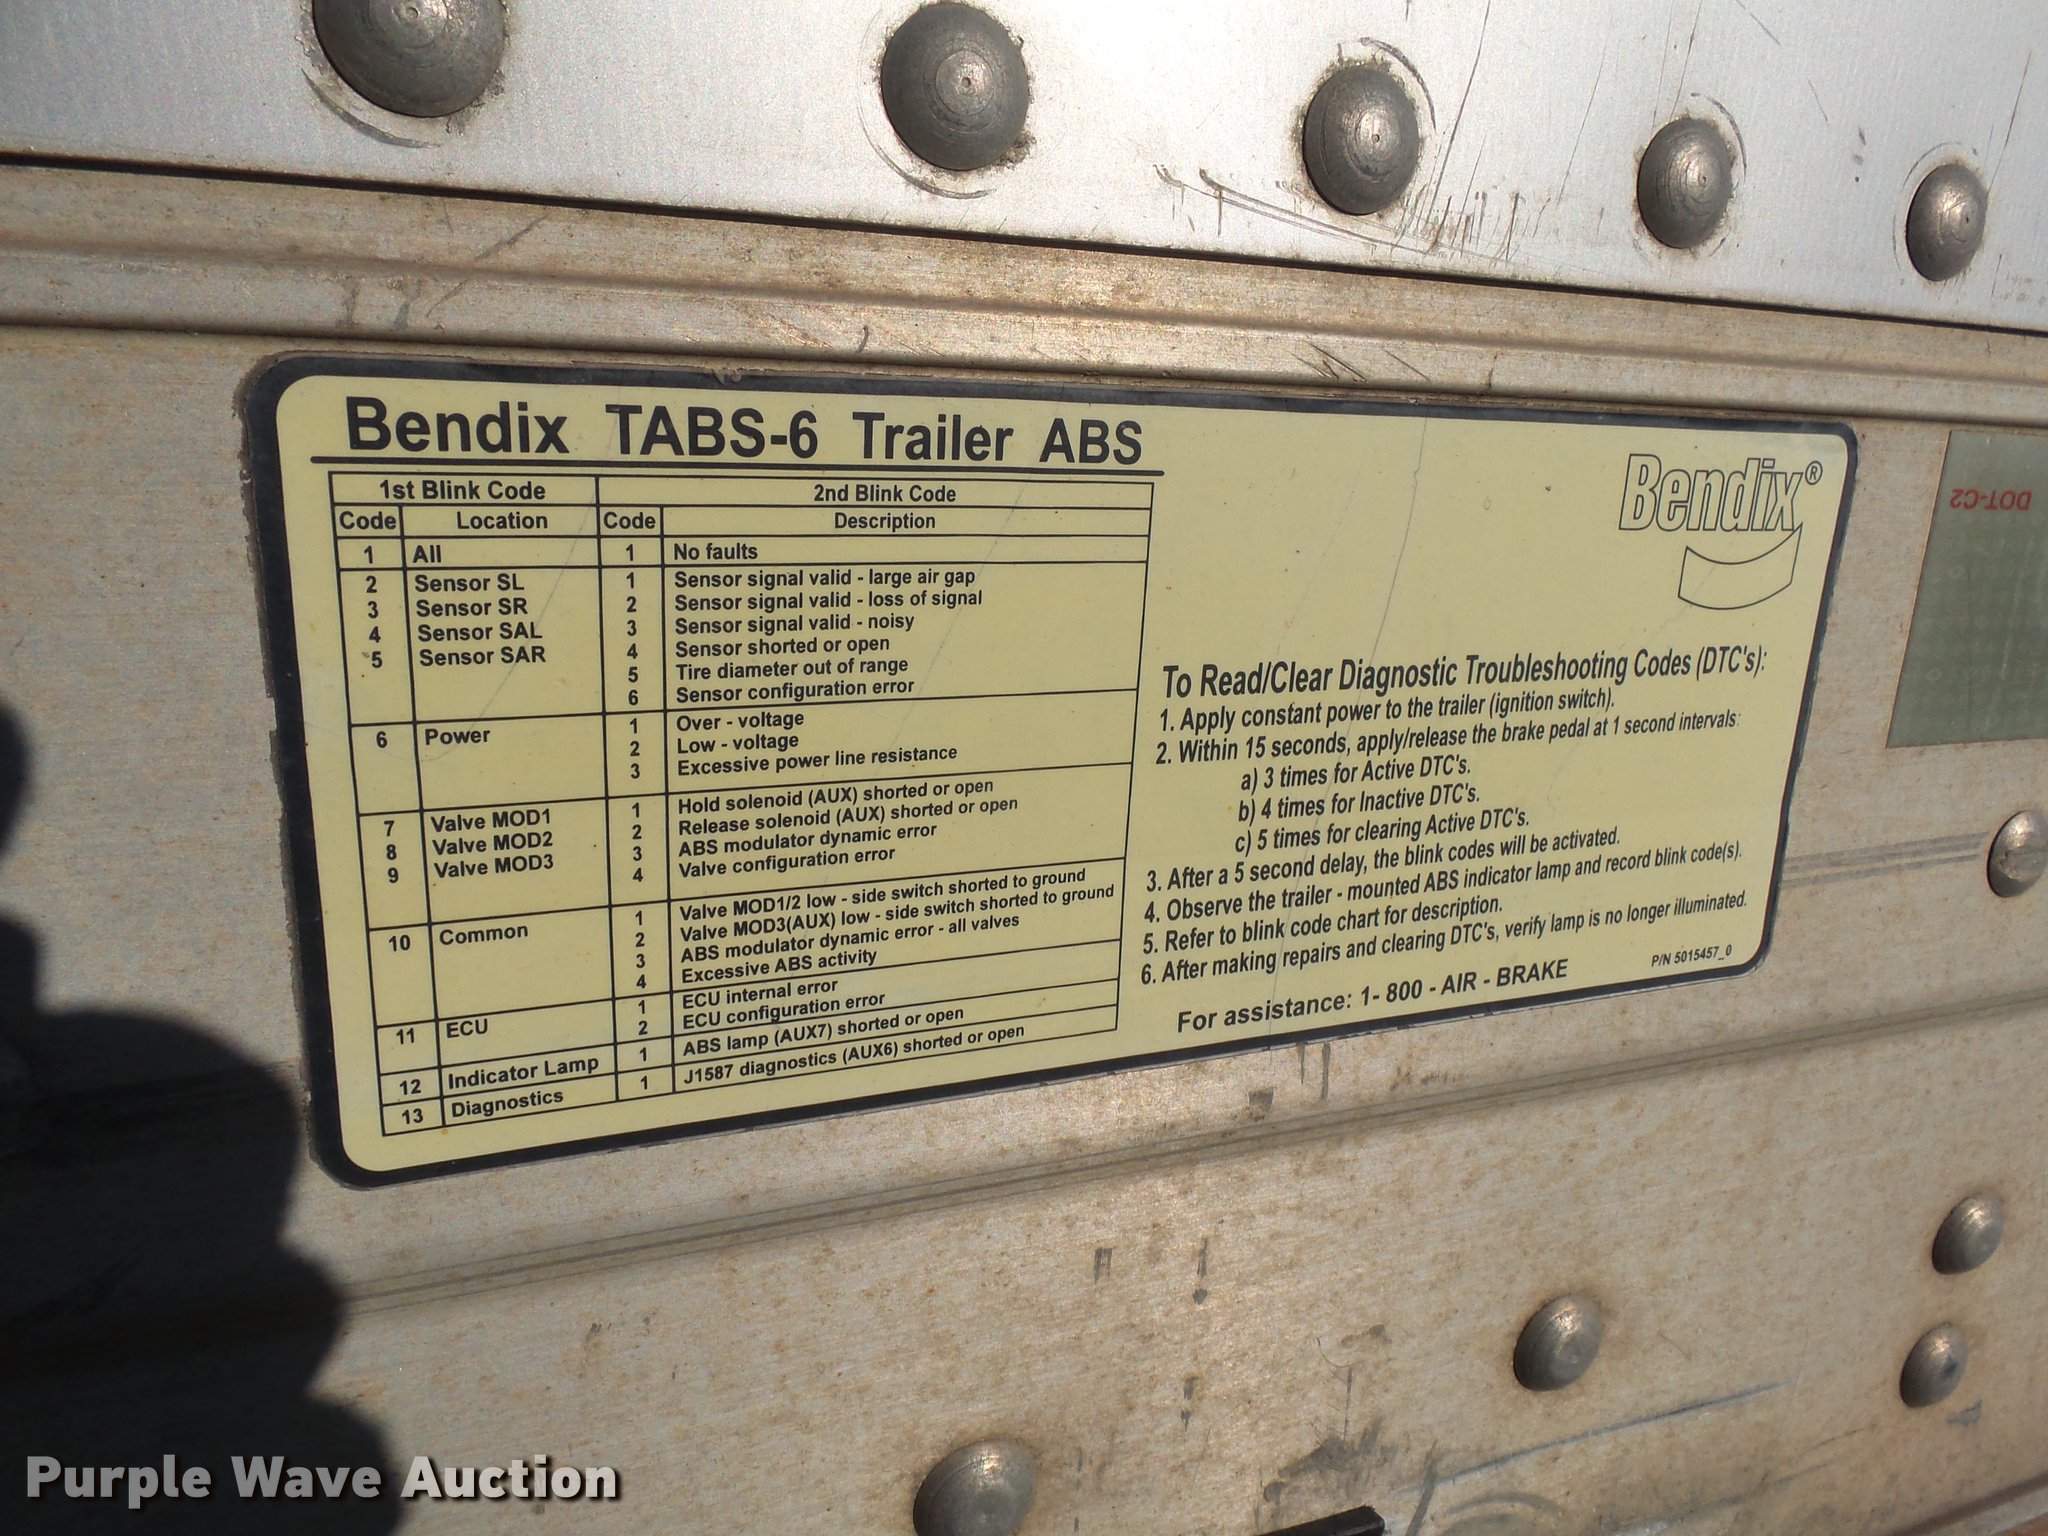 Bendix TABS-6 Trailer ABS
1st Blink Code 2nd Blink Code
Code Location Code Description
1 All 1 No faults
2 Sensor SL 1 Sensor signal valid - large air gap
3 Sensor SR 2 Sensor signal valid - loss of signal
4 Sensor SAL 3 Sensor signal valid - noisy
5 Sensor SAR 4 Sensor shorted or open
5 Tire diameter out of range
6 Sensor configuration error
6 Power 1 Over - voltage
2 Low - voltage
3 Excessive power line resistance
7 Valve MOD1 1 Hold solenoid (AUX) shorted or open
8 Valve MOD2 2 Release solenoid (AUX) shorted or open
9 Valve MOD3 3 ABS modulator dynamic error
4 Valve configuration error
10 Common 1 Valve MOD1/2 low - side switch shorted to ground
2 Valve MOD3(AUX) low - side switch shorted to ground
3 ABS modulator dynamic error - all valves
4 Excessive ABS activity
11 ECU 1 ECU internal error
2 ECU configuration error
12 Indicator Lamp 1 ABS lamp (AUX7) shorted or open
13 Diagnostics 1 J1587 diagnostics (AUX6) shorted or open
Bendix®
To Read/Clear Diagnostic Troubleshooting Codes (DTC's):
1. Apply constant power to the trailer (ignition switch).
2. Within 15 seconds, apply/release the brake pedal at 1 second intervals:
a) 3 times for Active DTC's.
b) 4 times for Inactive DTC's.
c) 5 times for clearing Active DTC's.
3. After a 5 second delay, the blink codes will be activated.
4. Observe the trailer - mounted ABS indicator lamp and record blink code(s).
5. Refer to blink code chart for description.
6. After making repairs and clearing DTC's, verify lamp is no longer illuminated.
P/N 5015457_0
For assistance: 1- 800 - AIR - BRAKE
DOT-C2
Purple Wave Auction